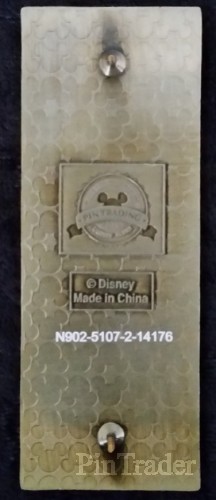 PIN TRADING
© Disney
Made in China
N902-5107-2-14176
PinTrader